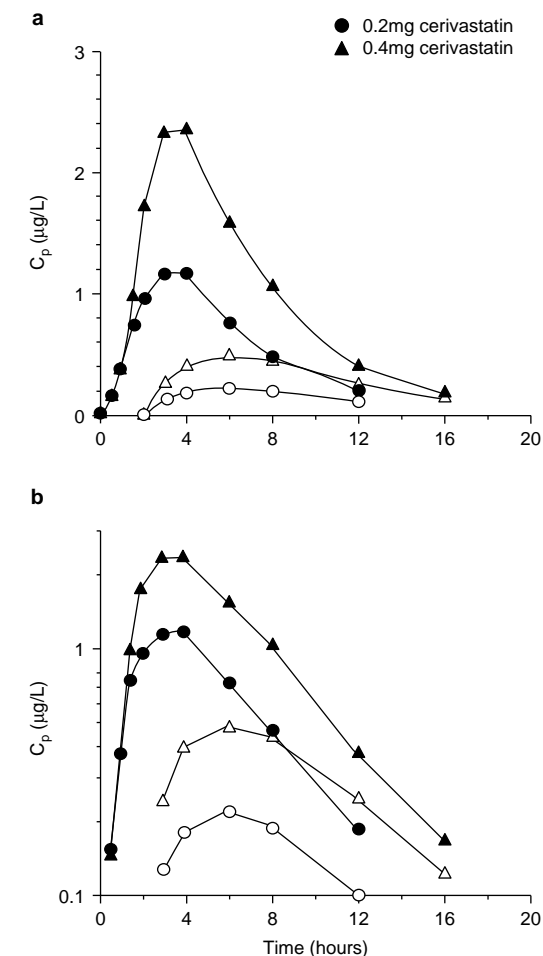 a
0.2mg cerivastatin
0.4mg cerivastatin
3
2
1
0
Cp (μg/L)
0 4 8 12 16 20
b
1
0.1
Cp (μg/L)
0 4 8 12 16 20
Time (hours)